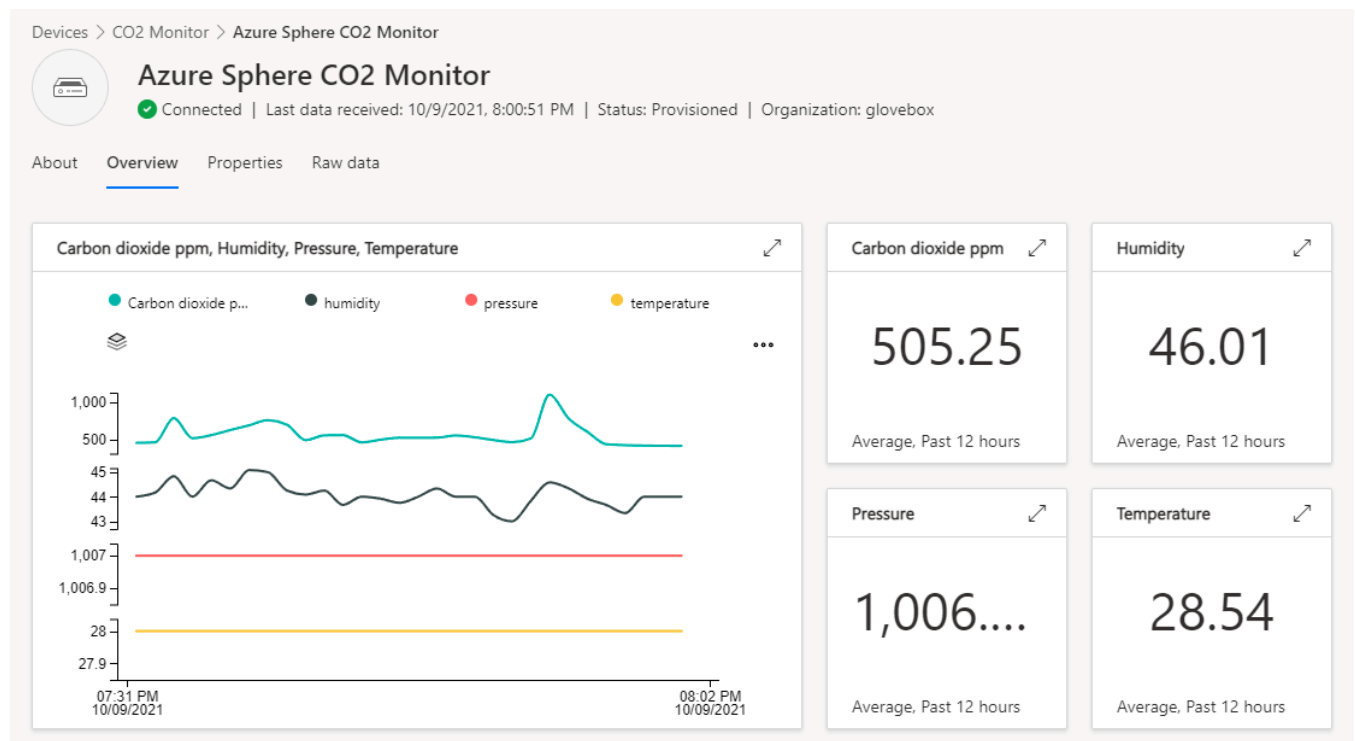 Devices > CO2 Monitor > Azure Sphere CO2 Monitor
Azure Sphere CO2 Monitor
Connected | Last data received: 10/9/2021, 8:00:51 PM | Status: Provisioned | Organization: glovebox
About Overview Properties Raw data
Carbon dioxide ppm, Humidity, Pressure, Temperature
Carbon dioxide p... humidity pressure temperature
1,000
500
45
44
43
1,007
1,006.9
28
27.9
07:31 PM 08:02 PM
10/09/2021 10/09/2021
Carbon dioxide ppm
505.25
Average, Past 12 hours
Humidity
46.01
Average, Past 12 hours
Pressure
1,006....
Average, Past 12 hours
Temperature
28.54
Average, Past 12 hours